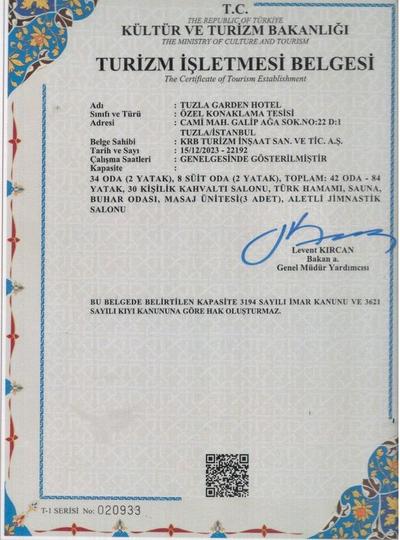 T.C.
THE REPUBLIC OF TÜRKİYE
KÜLTÜR VE TURİZM BAKANLIĞI
THE MINISTRY OF CULTURE AND TOURISM
TURİZM İŞLETMESİ BELGESİ
The Certificate of Tourism Establishment
Adı : TUZLA GARDEN HOTEL
Sınıfı ve Türü : ÖZEL KONAKLAMA TESİSİ
Adresi : CAMİ MAH. GALİP AĞA SOK.NO:22 D:1
TUZLA/İSTANBUL
Belge Sahibi : KRB TURİZM İNŞAAT SAN. VE TİC. A.Ş.
Tarih ve Sayı : 15/12/2023 - 22192
Çalışma Saatleri : GENELGESİNDE GÖSTERİLMİŞTİR
Kapasite :
34 ODA (2 YATAK), 8 SÜİT ODA (2 YATAK), TOPLAM: 42 ODA - 84
YATAK, 30 KİŞİLİK KAHVALTI SALONU, TÜRK HAMAMI, SAUNA,
BUHAR ODASI, MASAJ ÜNİTESİ(3 ADET), ALETLİ JİMNASTİK
SALONU
Levent KIRCAN
Bakan a.
Genel Müdür Yardımcısı
BU BELGEDE BELİRTİLEN KAPASİTE 3194 SAYILI İMAR KANUNU VE 3621
SAYILI KIYI KANUNUNA GÖRE HAK OLUŞTURMAZ.
T-1 SERİSİ No: 020933